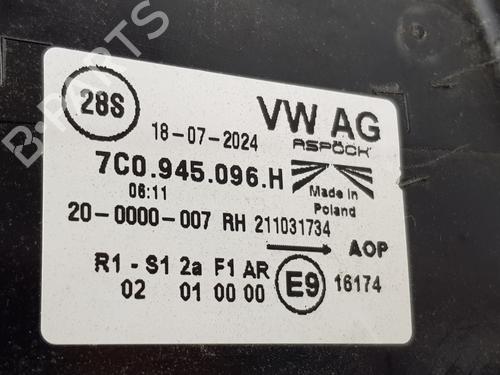 28S
VW AG
18-07-2024
ASPÖCK
7C0.945.096.H
06:11
Made in
Poland
20-0000-007 RH 211031734
AOP
R1 - S1 2a F1 AR
02 01 00 00
E9
16174
B-PARTS